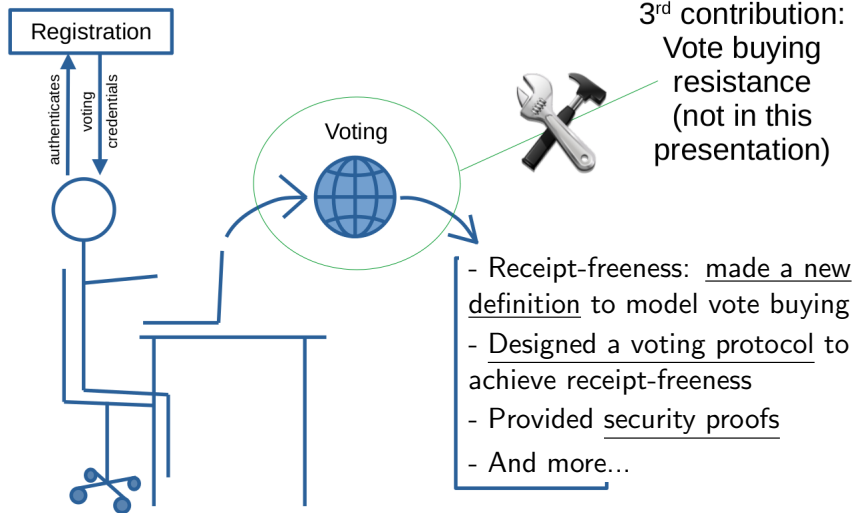 Registration
authenticates
voting
credentials
Voting
3rd contribution:
Vote buying
resistance
(not in this
presentation)
- Receipt-freeness: made a new
definition to model vote buying
- Designed a voting protocol to
achieve receipt-freeness
- Provided security proofs
- And more...